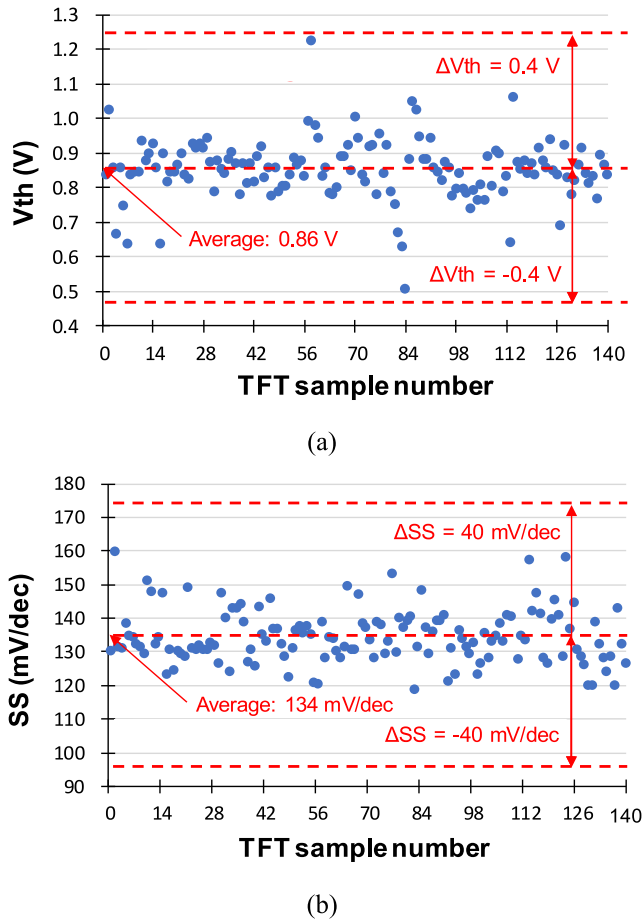 1.3
1.2
1.1
1.0
0.9
0.8
0.7
0.6
0.5
0.4
Vth (V)
ΔVth = 0.4 V
Average: 0.86 V
ΔVth = -0.4 V
0 14 28 42 56 70 84 98 112 126 140
TFT sample number
(a)
180
170
160
150
140
130
120
110
100
90
SS (mV/dec)
ΔSS = 40 mV/dec
Average: 134 mV/dec
ΔSS = -40 mV/dec
0 14 28 42 56 70 84 98 112 126 140
TFT sample number
(b)